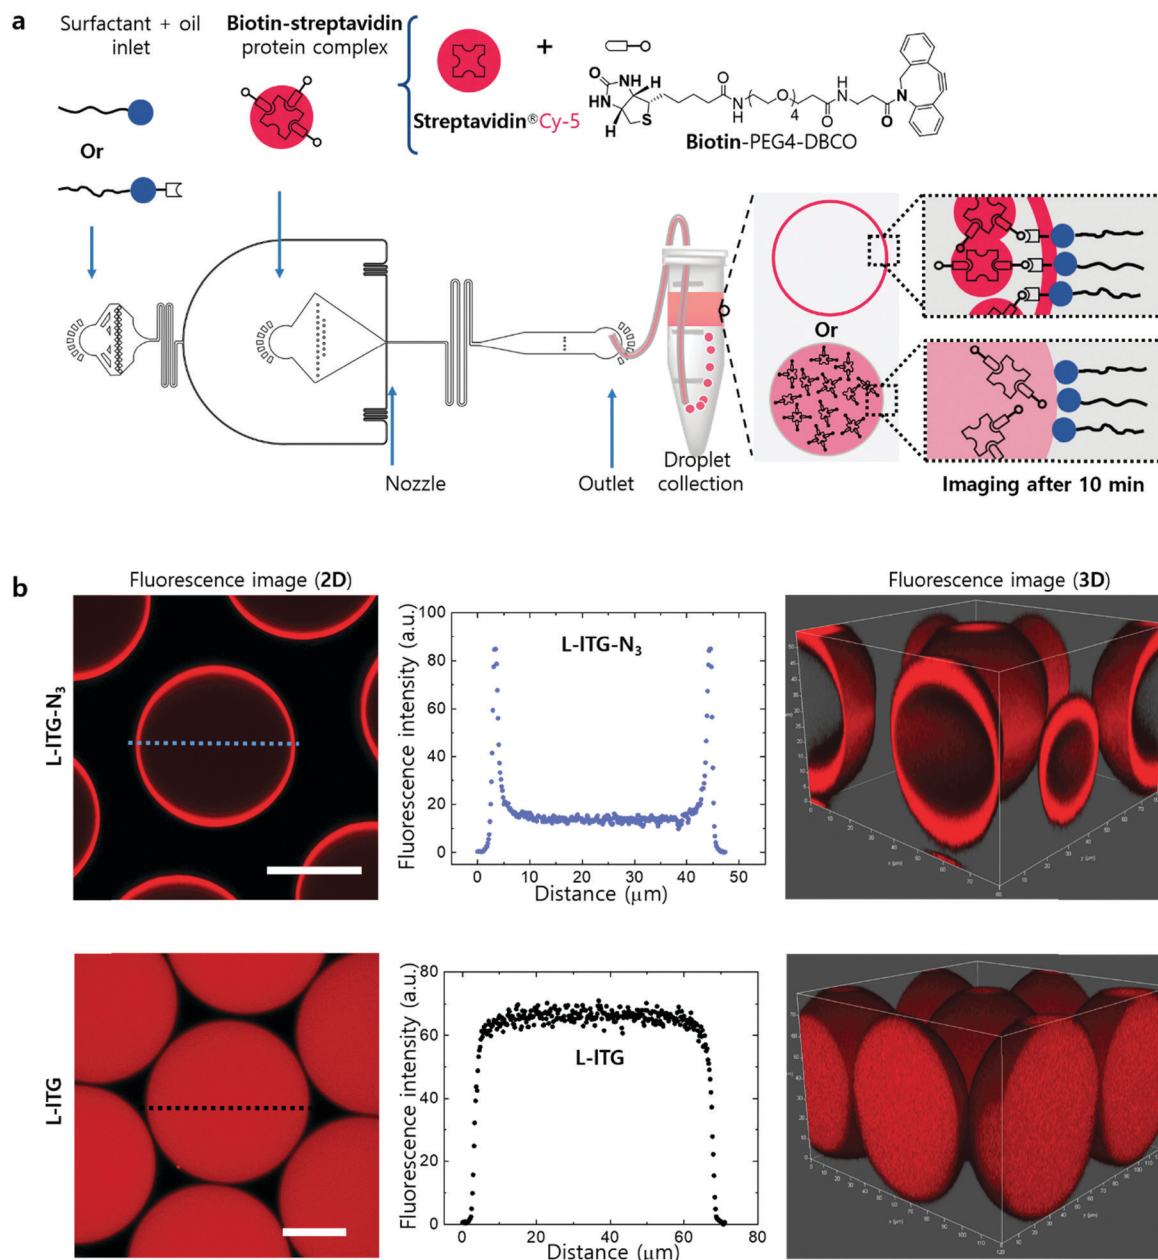 a
Surfactant + oil
inlet
Biotin-streptavidin
protein complex
+
Streptavidin®Cy-5
Biotin-PEG4-DBCO
O
HN
NH
H
H
S
O
N
H
O
4
O
H
N
O
N
Or
Nozzle
Outlet
Droplet
collection
Or
Imaging after 10 min
b
Fluorescence image (2D)
Fluorescence image (3D)
L-ITG-N3
Fluorescence intensity (a.u.)
100
80
60
40
20
0
L-ITG-N3
0 10 20 30 40 50
Distance (μm)
L-ITG
Fluorescence intensity (a.u.)
80
60
40
20
0
L-ITG
0 20 40 60 80
Distance (μm)